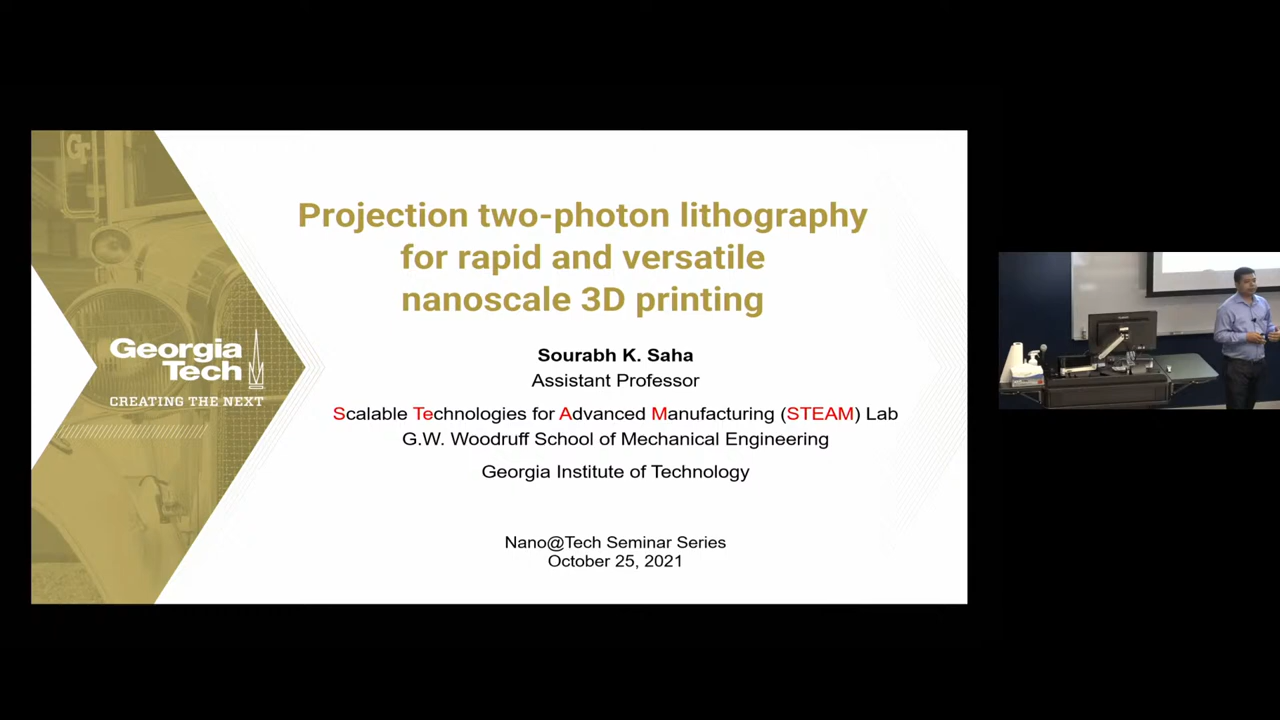 Projection two-photon lithography
for rapid and versatile
nanoscale 3D printing
Georgia
Tech
CREATING THE NEXT
Sourabh K. Saha
Assistant Professor
Scalable Technologies for Advanced Manufacturing (STEAM) Lab
G.W. Woodruff School of Mechanical Engineering
Georgia Institute of Technology
Nano@Tech Seminar Series
October 25, 2021
GT